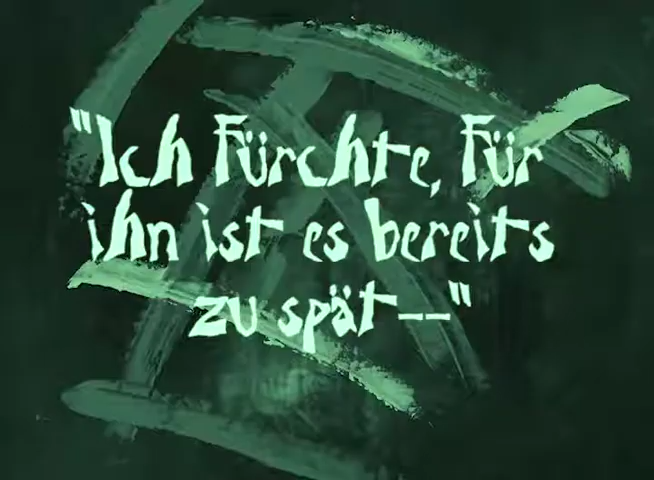 "Ich fürchte, für
ihn ist es bereits
zu spät--"